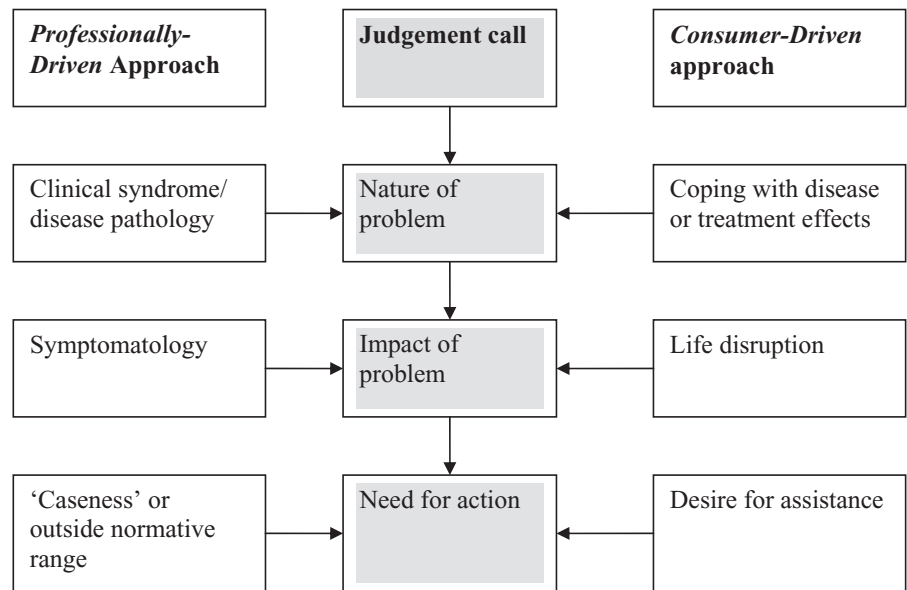 Professionally-
Driven Approach
Judgement call
Consumer-Driven
approach
Clinical syndrome/
disease pathology
Nature of
problem
Coping with disease
or treatment effects
Symptomatology
Impact of
problem
Life disruption
‘Caseness’ or
outside normative
range
Need for action
Desire for assistance